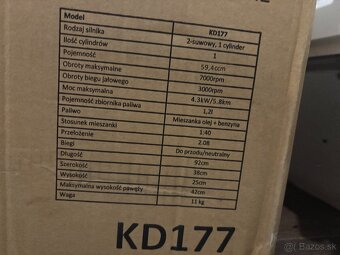 Model KD177
Rodzaj silnika 2-suwowy, 1 cylinder
Ilość cylindrów 1
Pojemność 59,4ccm
Obroty maksymalne 7000rpm
Obroty biegu jałowego 3000rpm
Moc maksymalna 4.3kW/5.8km
Pojemność zbiornika paliwa 1,2l
Paliwo Mieszanka olej + benzyna
Stosunek mieszanki 1:40
Przełożenie 2.08
Biegi Do przodu/neutralny
Długość 92cm
Szerokość 38cm
Wysokość 25cm
Maksymalna wysokość pawęży 42cm
Waga 11 kg
KD177
bazos.sk